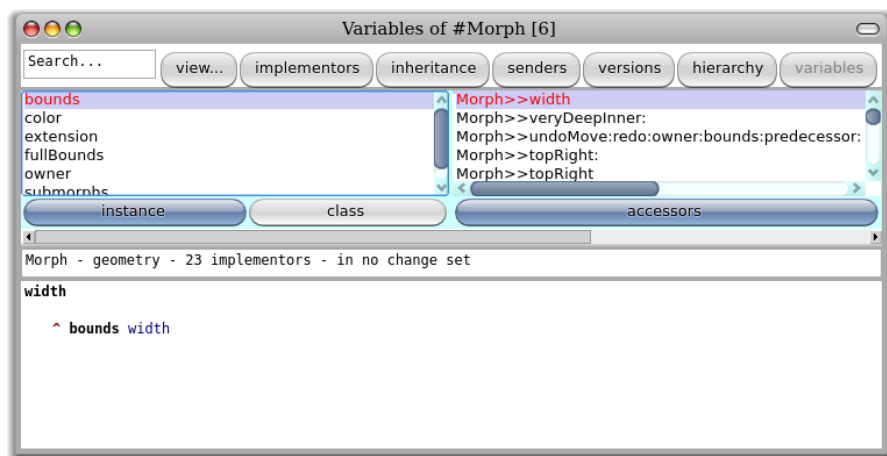 Variables of #Morph [6]
Search...
view...
implementors
inheritance
senders
versions
hierarchy
variables
bounds
color
extension
fullBounds
owner
submorphs
Morph>>width
Morph>>veryDeepInner:
Morph>>undoMove:redo:owner:bounds:predecessor:
Morph>>topRight:
Morph>>topRight
instance
class
accessors
Morph - geometry - 23 implementors - in no change set
width
^ bounds width